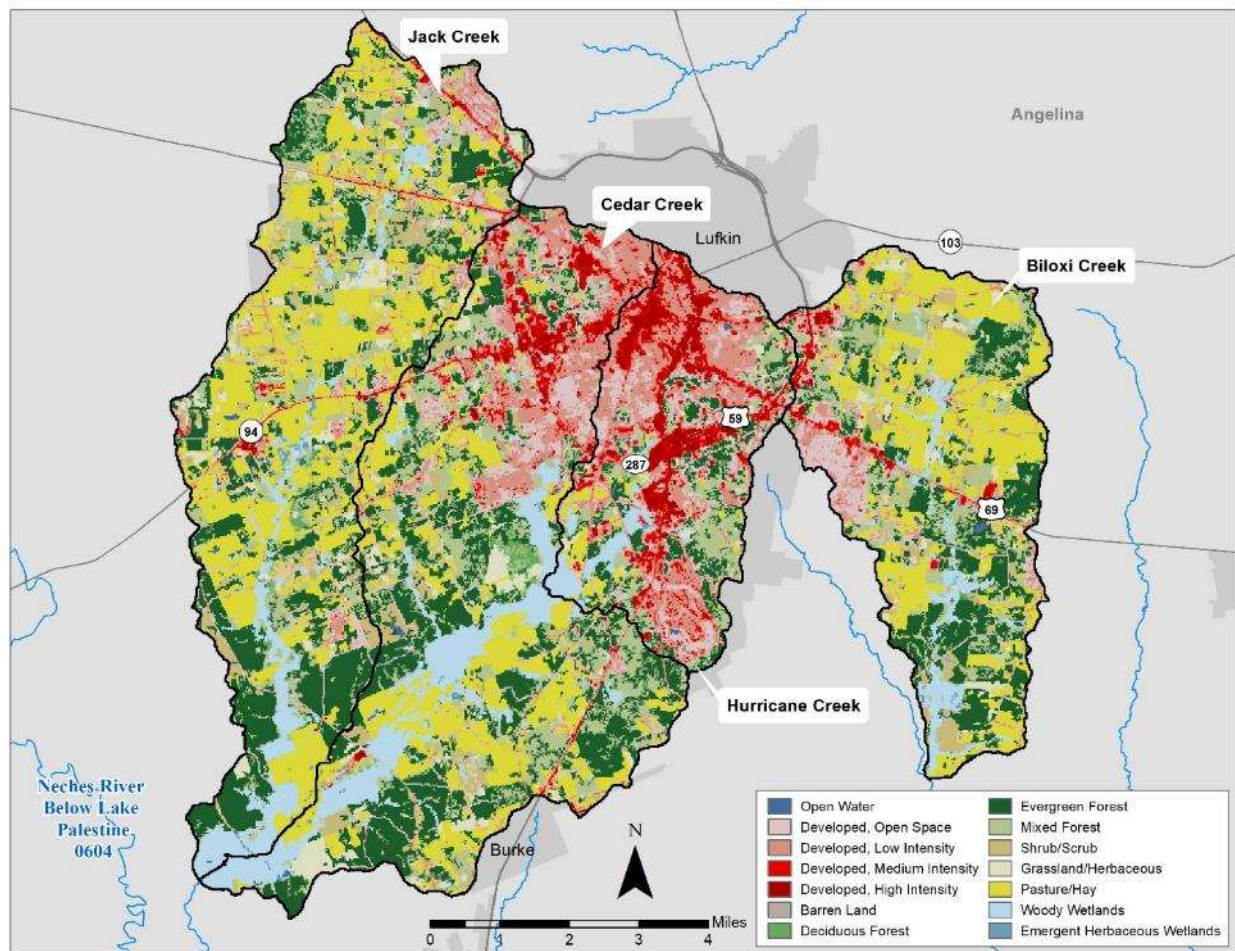 Jack Creek
Angelina
Cedar Creek
Lufkin
103
Biloxi Creek
59
94
287
69
Hurricane Creek
Neches River
Below Lake
Palestine
0604
Burke
N
Miles
0 1 2 3 4
Open Water
Developed, Open Space
Developed, Low Intensity
Developed, Medium Intensity
Developed, High Intensity
Barren Land
Deciduous Forest
Evergreen Forest
Mixed Forest
Shrub/Scrub
Grassland/Herbaceous
Pasture/Hay
Woody Wetlands
Emergent Herbaceous Wetlands